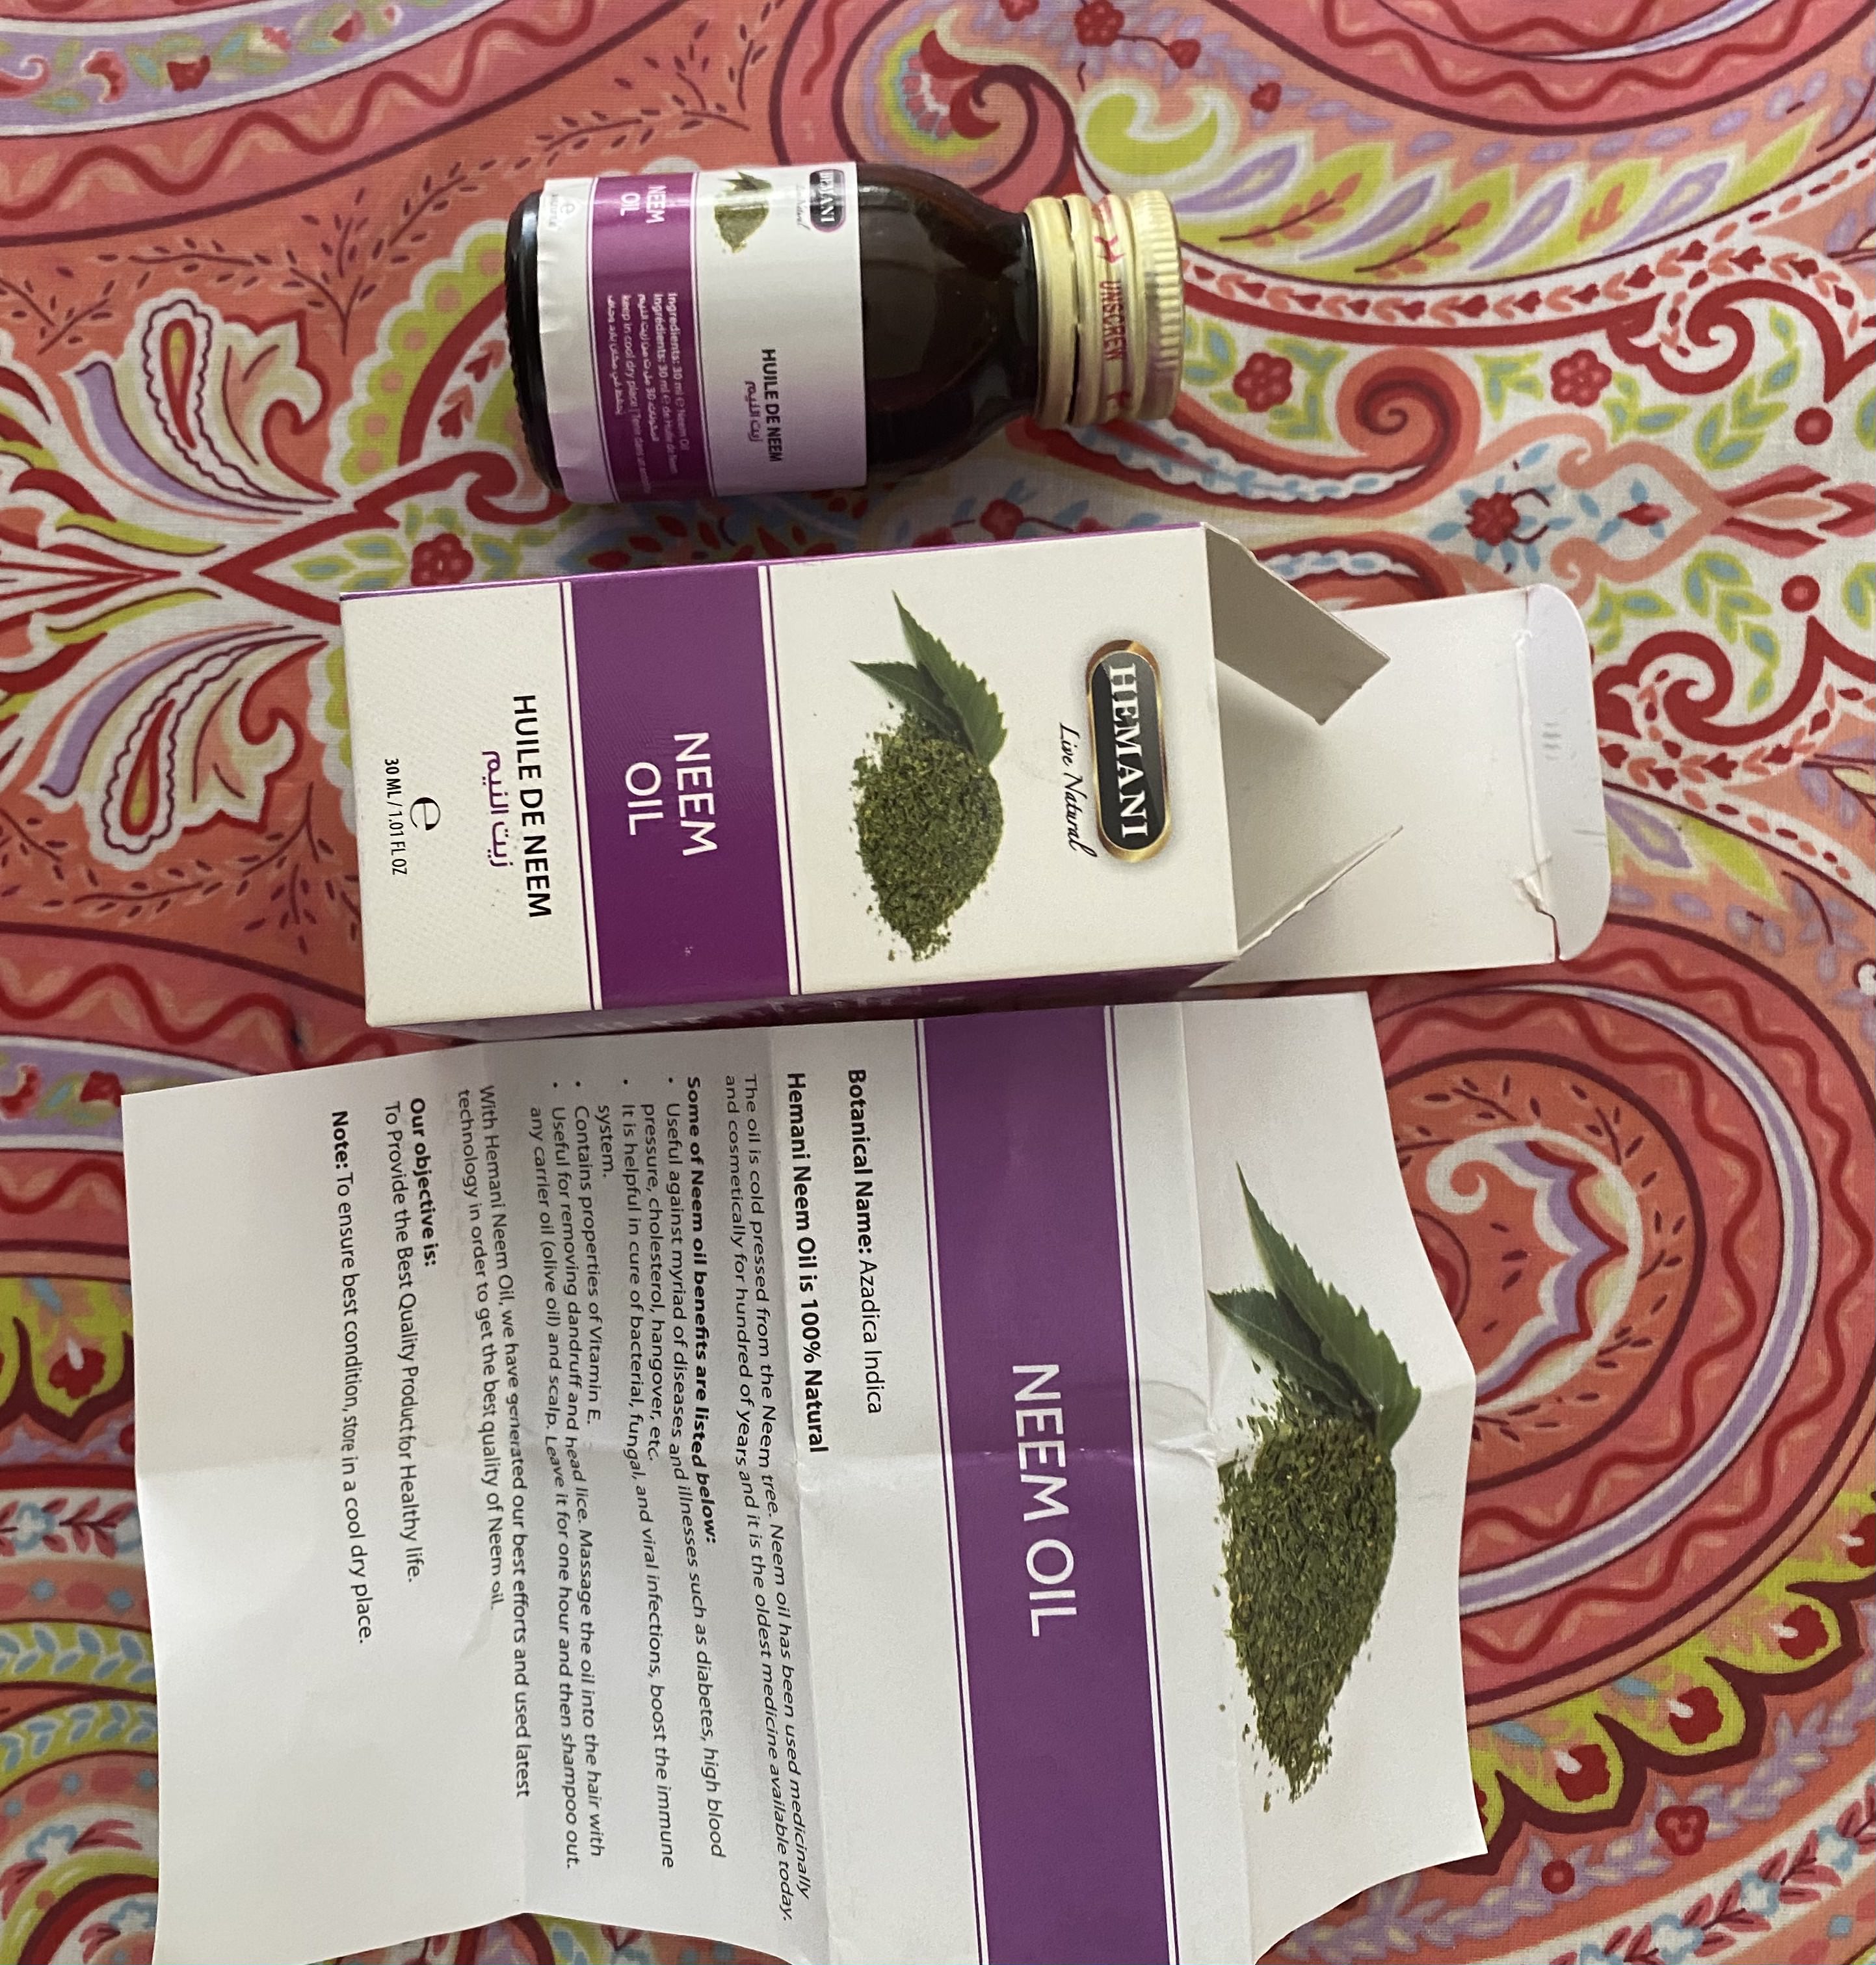 HEMANI
NEEM
OIL
HUILE DE NEEM
زيت النيم
Ingredients: 30 ml e Neem Oil
Ingrédients: 30 ml e de Huile de Neem
keep in cool dry place | Tenir dans un
UNSCREW
HEMANI
Live Natural
NEEM
OIL
HUILE DE NEEM
زيت النيم
e
30 ML / 1.01 FL OZ
NEEM OIL
Botanical Name: Azadica Indica
Hemani Neem Oil is 100% Natural
The oil is cold pressed from the Neem tree. Neem oil has been used medicinally
and cosmetically for hundred of years and it is the oldest medicine available today.
Some of Neem oil benefits are listed below:
• Useful against myriad of diseases and illnesses such as diabetes, high blood
pressure, cholesterol, hangover, etc.
• It is helpful in cure of bacterial, fungal, and viral infections, boost the immune
system.
• Contains properties of Vitamin E.
• Useful for removing dandruff and head lice. Massage the oil into the hair with
any carrier oil (olive oil) and scalp. Leave it for one hour and then shampoo out.
With Hemani Neem Oil, we have generated our best efforts and used latest
technology in order to get the best quality of Neem oil.
Our objective is:
To Provide the Best Quality Product for Healthy life.
Note: To ensure best condition, store in a cool dry place.